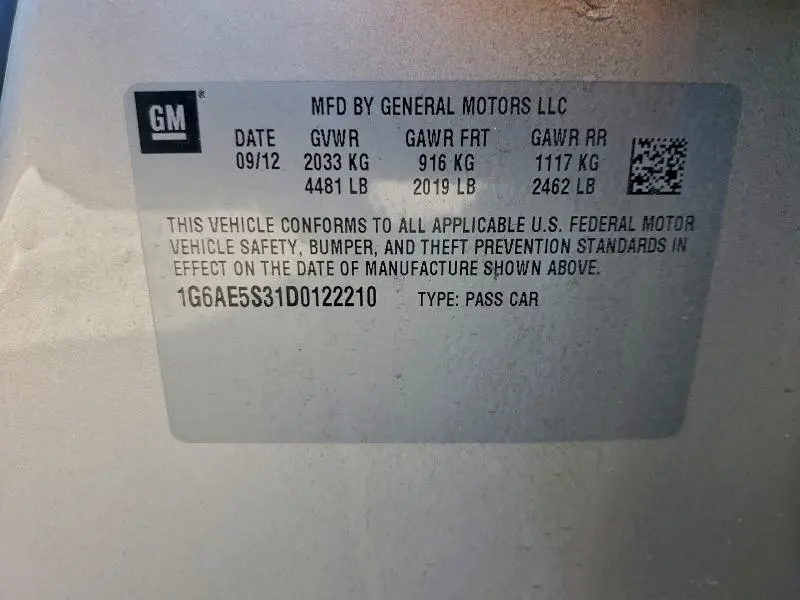 GM ®
MFD BY GENERAL MOTORS LLC
DATE GVWR GAWR FRT GAWR RR
09/12 2033 KG 916 KG 1117 KG
4481 LB 2019 LB 2462 LB
THIS VEHICLE CONFORMS TO ALL APPLICABLE U.S. FEDERAL MOTOR
VEHICLE SAFETY, BUMPER, AND THEFT PREVENTION STANDARDS IN
EFFECT ON THE DATE OF MANUFACTURE SHOWN ABOVE.
1G6AE5S31D0122210 TYPE: PASS CAR